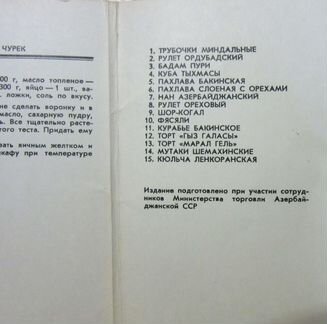 ЧУРЕК
00 г, масло топленое —
300 г, яйцо — 1 шт., ва-
. ложки, соль по вкусу.
не сделать воронку и в
масло, сахарную пудру,
ь. Все тщательно расте-
того теста. Придать ему
зать яичным желтком и
кафу при температуре
1. ТРУБОЧКИ МИНДАЛЬНЫЕ
2. РУЛЕТ ОРДУБАДСКИЙ
3. БАДАМ ПУРИ
4. КУБА ТЫХМАСЫ
5. ПАХЛАВА БАКИНСКАЯ
6. ПАХЛАВА СЛОЕНАЯ С ОРЕХАМИ
7. НАН АЗЕРБАЙДЖАНСКИЙ
8. РУЛЕТ ОРЕХОВЫЙ
9. ШОР-КОГАЛ
10. ФЯСЯЛИ
11. КУРАБЬЕ БАКИНСКОЕ
12. ТОРТ «ГЫЗ ГАЛАСЫ»
13. ТОРТ «МАРАЛ ГЕЛЬ»
14. МУТАКИ ШЕМАХИНСКИЕ
15. КЮЛЬЧА ЛЕНКОРАНСКАЯ
Издание подготовлено при участии сотруд-
ников Министерства торговли Азербай-
джанской ССР